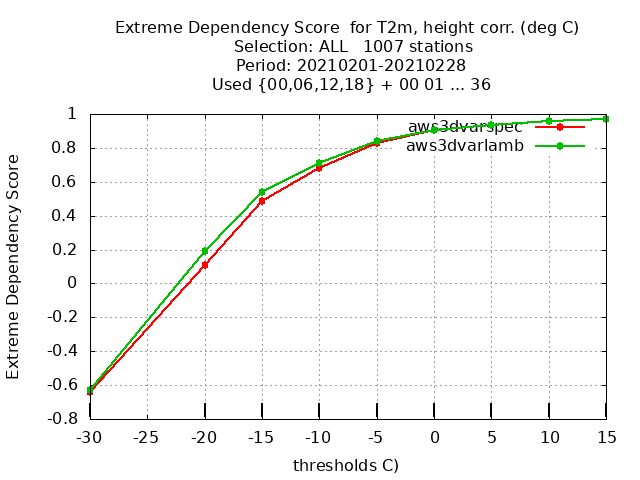 Extreme Dependency Score  for T2m, height corr. (deg C)
Selection: ALL   1007 stations
Period: 20210201-20210228
Used {00,06,12,18} + 00 01 ... 36
Extreme Dependency Score
1
0.8
0.6
0.4
0.2
0
-0.2
-0.4
-0.6
-0.8
aws3dvarspec
aws3dvarlamb
-30 -25 -20 -15 -10 -5 0 5 10 15
thresholds C)